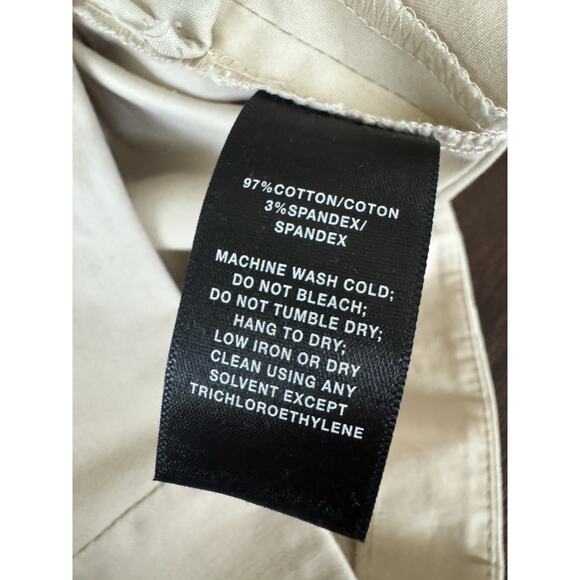 97%COTTON/COTON
3%SPANDEX/
SPANDEX
MACHINE WASH COLD;
DO NOT BLEACH;
DO NOT TUMBLE DRY;
HANG TO DRY;
LOW IRON OR DRY
CLEAN USING ANY
SOLVENT EXCEPT
TRICHLOROETHYLENE